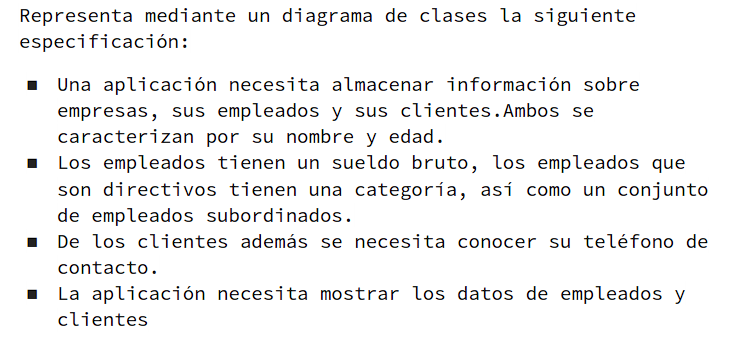 Representa mediante un diagrama de clases la siguiente
especificación:
▪ Una aplicación necesita almacenar información sobre
empresas, sus empleados y sus clientes.Ambos se
caracterizan por su nombre y edad.
▪ Los empleados tienen un sueldo bruto, los empleados que
son directivos tienen una categoría, así como un conjunto
de empleados subordinados.
▪ De los clientes además se necesita conocer su teléfono de
contacto.
▪ La aplicación necesita mostrar los datos de empleados y
clientes